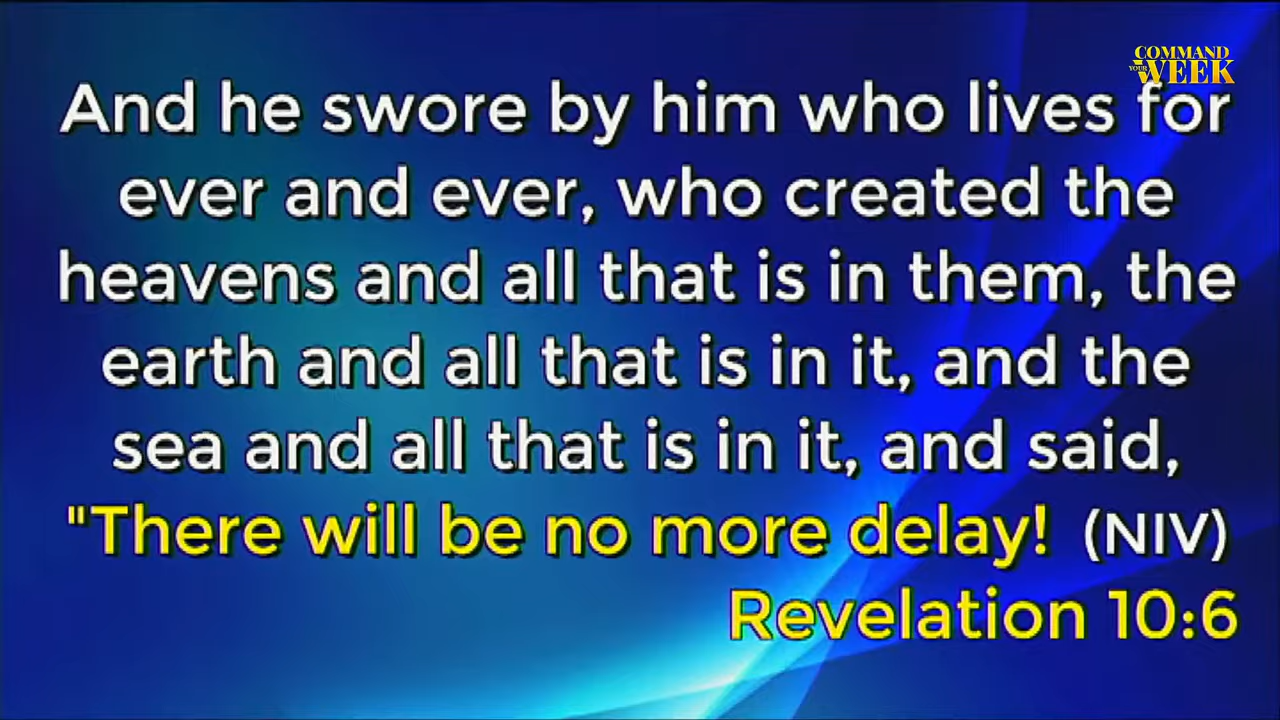 COMMAND
YOUR WEEK
And he swore by him who lives for
ever and ever, who created the
heavens and all that is in them, the
earth and all that is in it, and the
sea and all that is in it, and said,
"There will be no more delay! (NIV)
Revelation 10:6